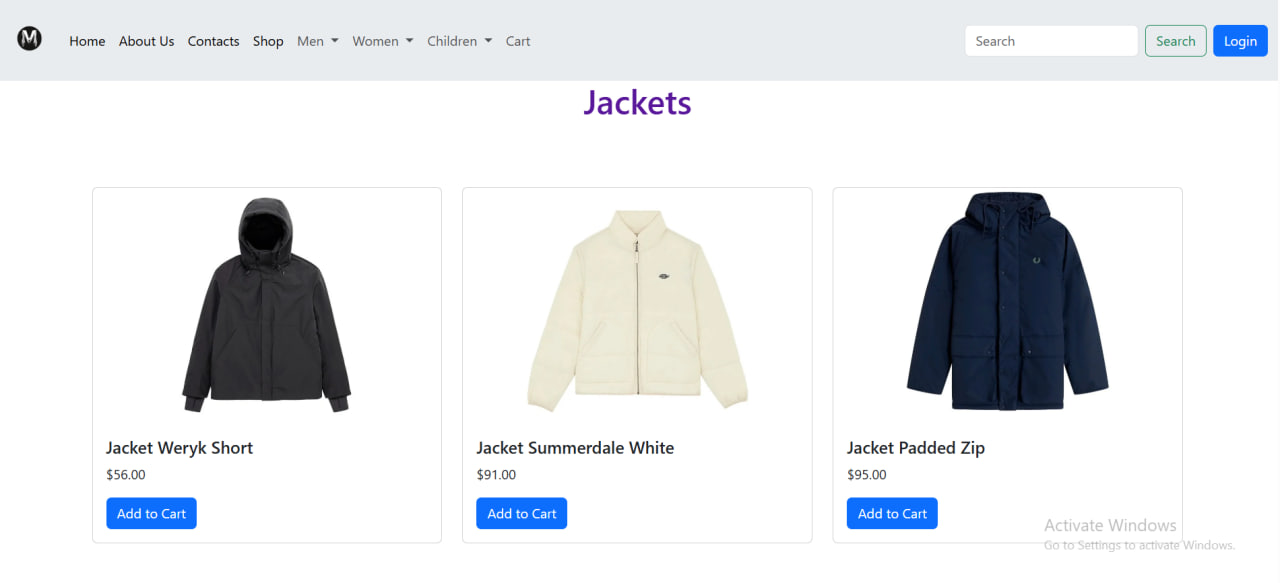 M
Home About Us Contacts Shop Men Women Children Cart Search Search Login
Jackets
Jacket Weryk Short
$56.00
Add to Cart
Jacket Summerdale White
$91.00
Add to Cart
Jacket Padded Zip
$95.00
Add to Cart
Activate Windows
Go to Settings to activate Windows.